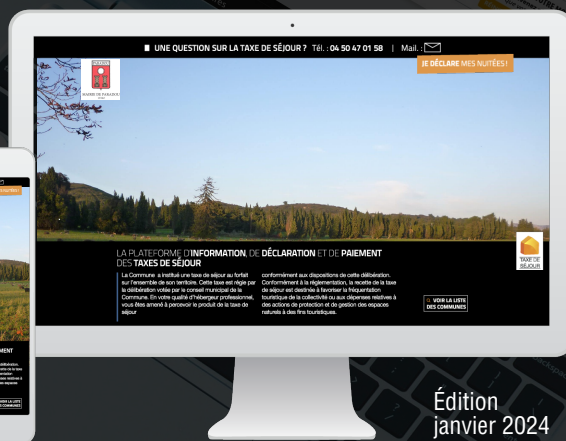 UNE QUESTION SUR LA TAXE DE SÉJOUR ? Tél. : 04 50 47 01 58 | Mail. :
JE DÉCLARE MES NUITÉES !
LA PLATEFORME D'INFORMATION, DE DÉCLARATION ET DE PAIEMENT
DES TAXES DE SÉJOUR
La Commune a institué une taxe de séjour au forfait
sur l'ensemble de son territoire. Cette taxe est régie par
la délibération votée par le conseil municipal de la
Commune. En votre qualité d'hébergeur professionnel,
vous êtes amené à percevoir le produit de la taxe de
séjour
conformément aux dispositions de cette délibération.
Conformément à la réglementation, la recette de la taxe
de séjour est destinée à favoriser la fréquentation
touristique de la collectivité ou aux dépenses relatives à
des actions de protection et de gestion des espaces
naturels à des fins touristiques.
TAXE DE
SÉJOUR
VOIR LA LISTE
DES COMMUNES
Édition
janvier 2024